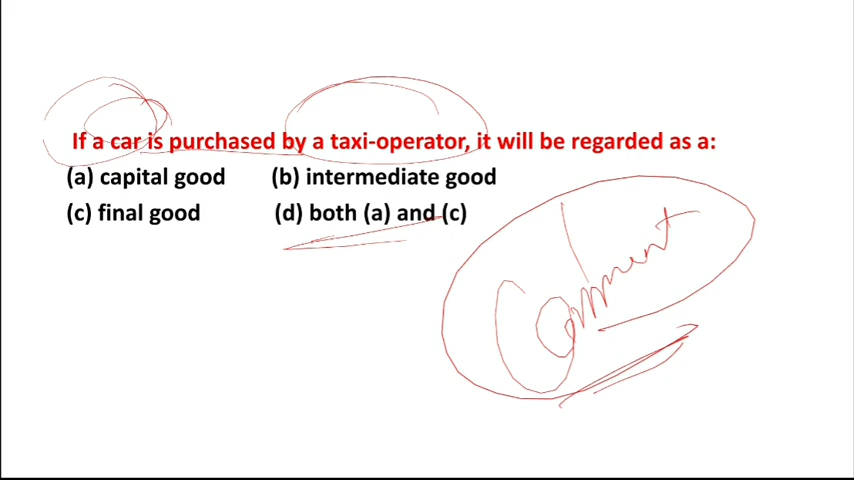 If a car is purchased by a taxi-operator, it will be regarded as a:
(a) capital good (b) intermediate good
(c) final good (d) both (a) and (c)
Comment